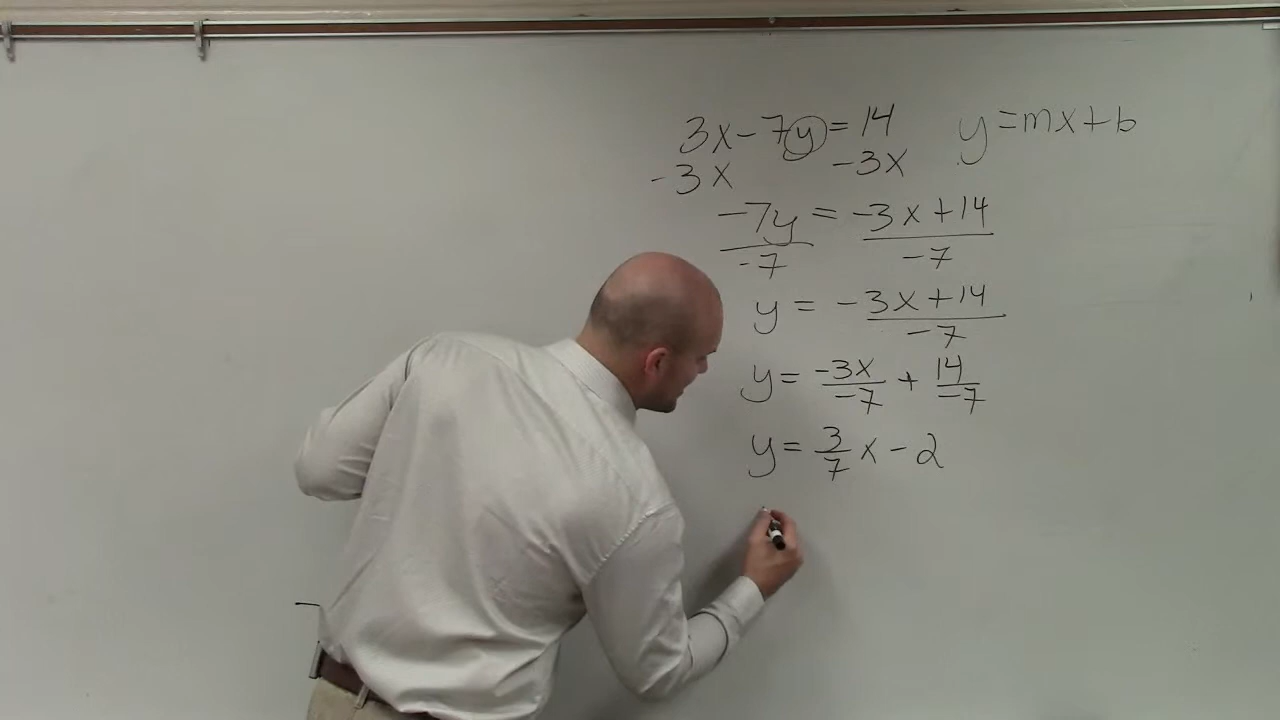 3x-7y=14 y=mx+b
-3x -3x
-7y = -3x+14
-7 -7
y = -3x+14
-7
y= -3x/-7 + 14/-7
y= 3/7 x - 2